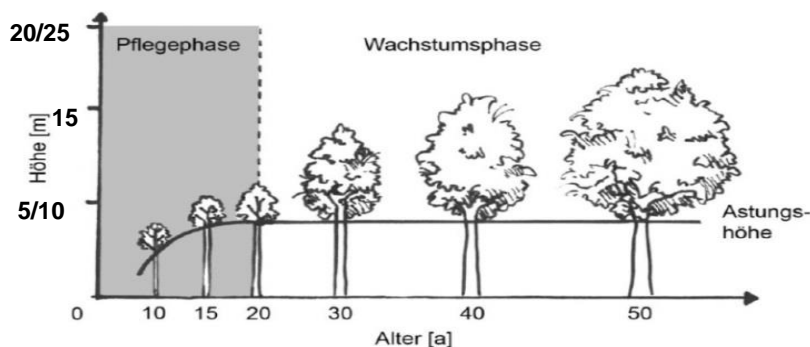 20/25
Pflegephase
Wachstumsphase
15
Höhe [m]
5/10
Astungs-
höhe
0
10
15
20
30
40
50
Alter [a]